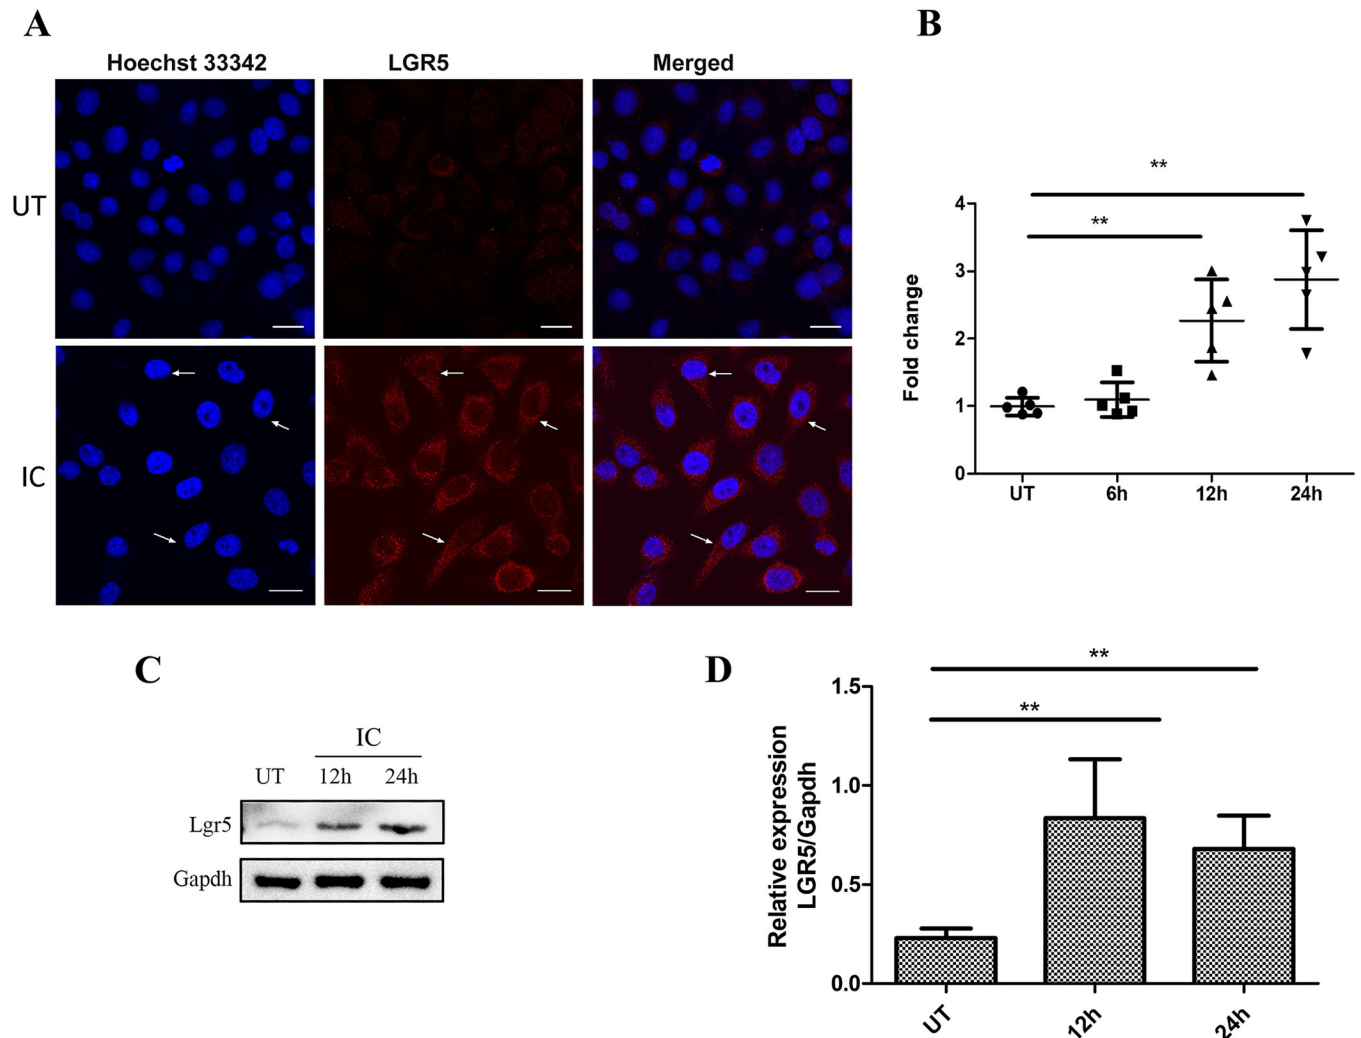 A
Hoechst 33342 LGR5 Merged
UT
IC
B
**
**
Fold change
4
3
2
1
0
UT 6h 12h 24h
C
IC
UT 12h 24h
Lgr5
Gapdh
D
**
**
Relative expression
LGR5/Gapdh
1.5
1.0
0.5
0.0
UT 12h 24h